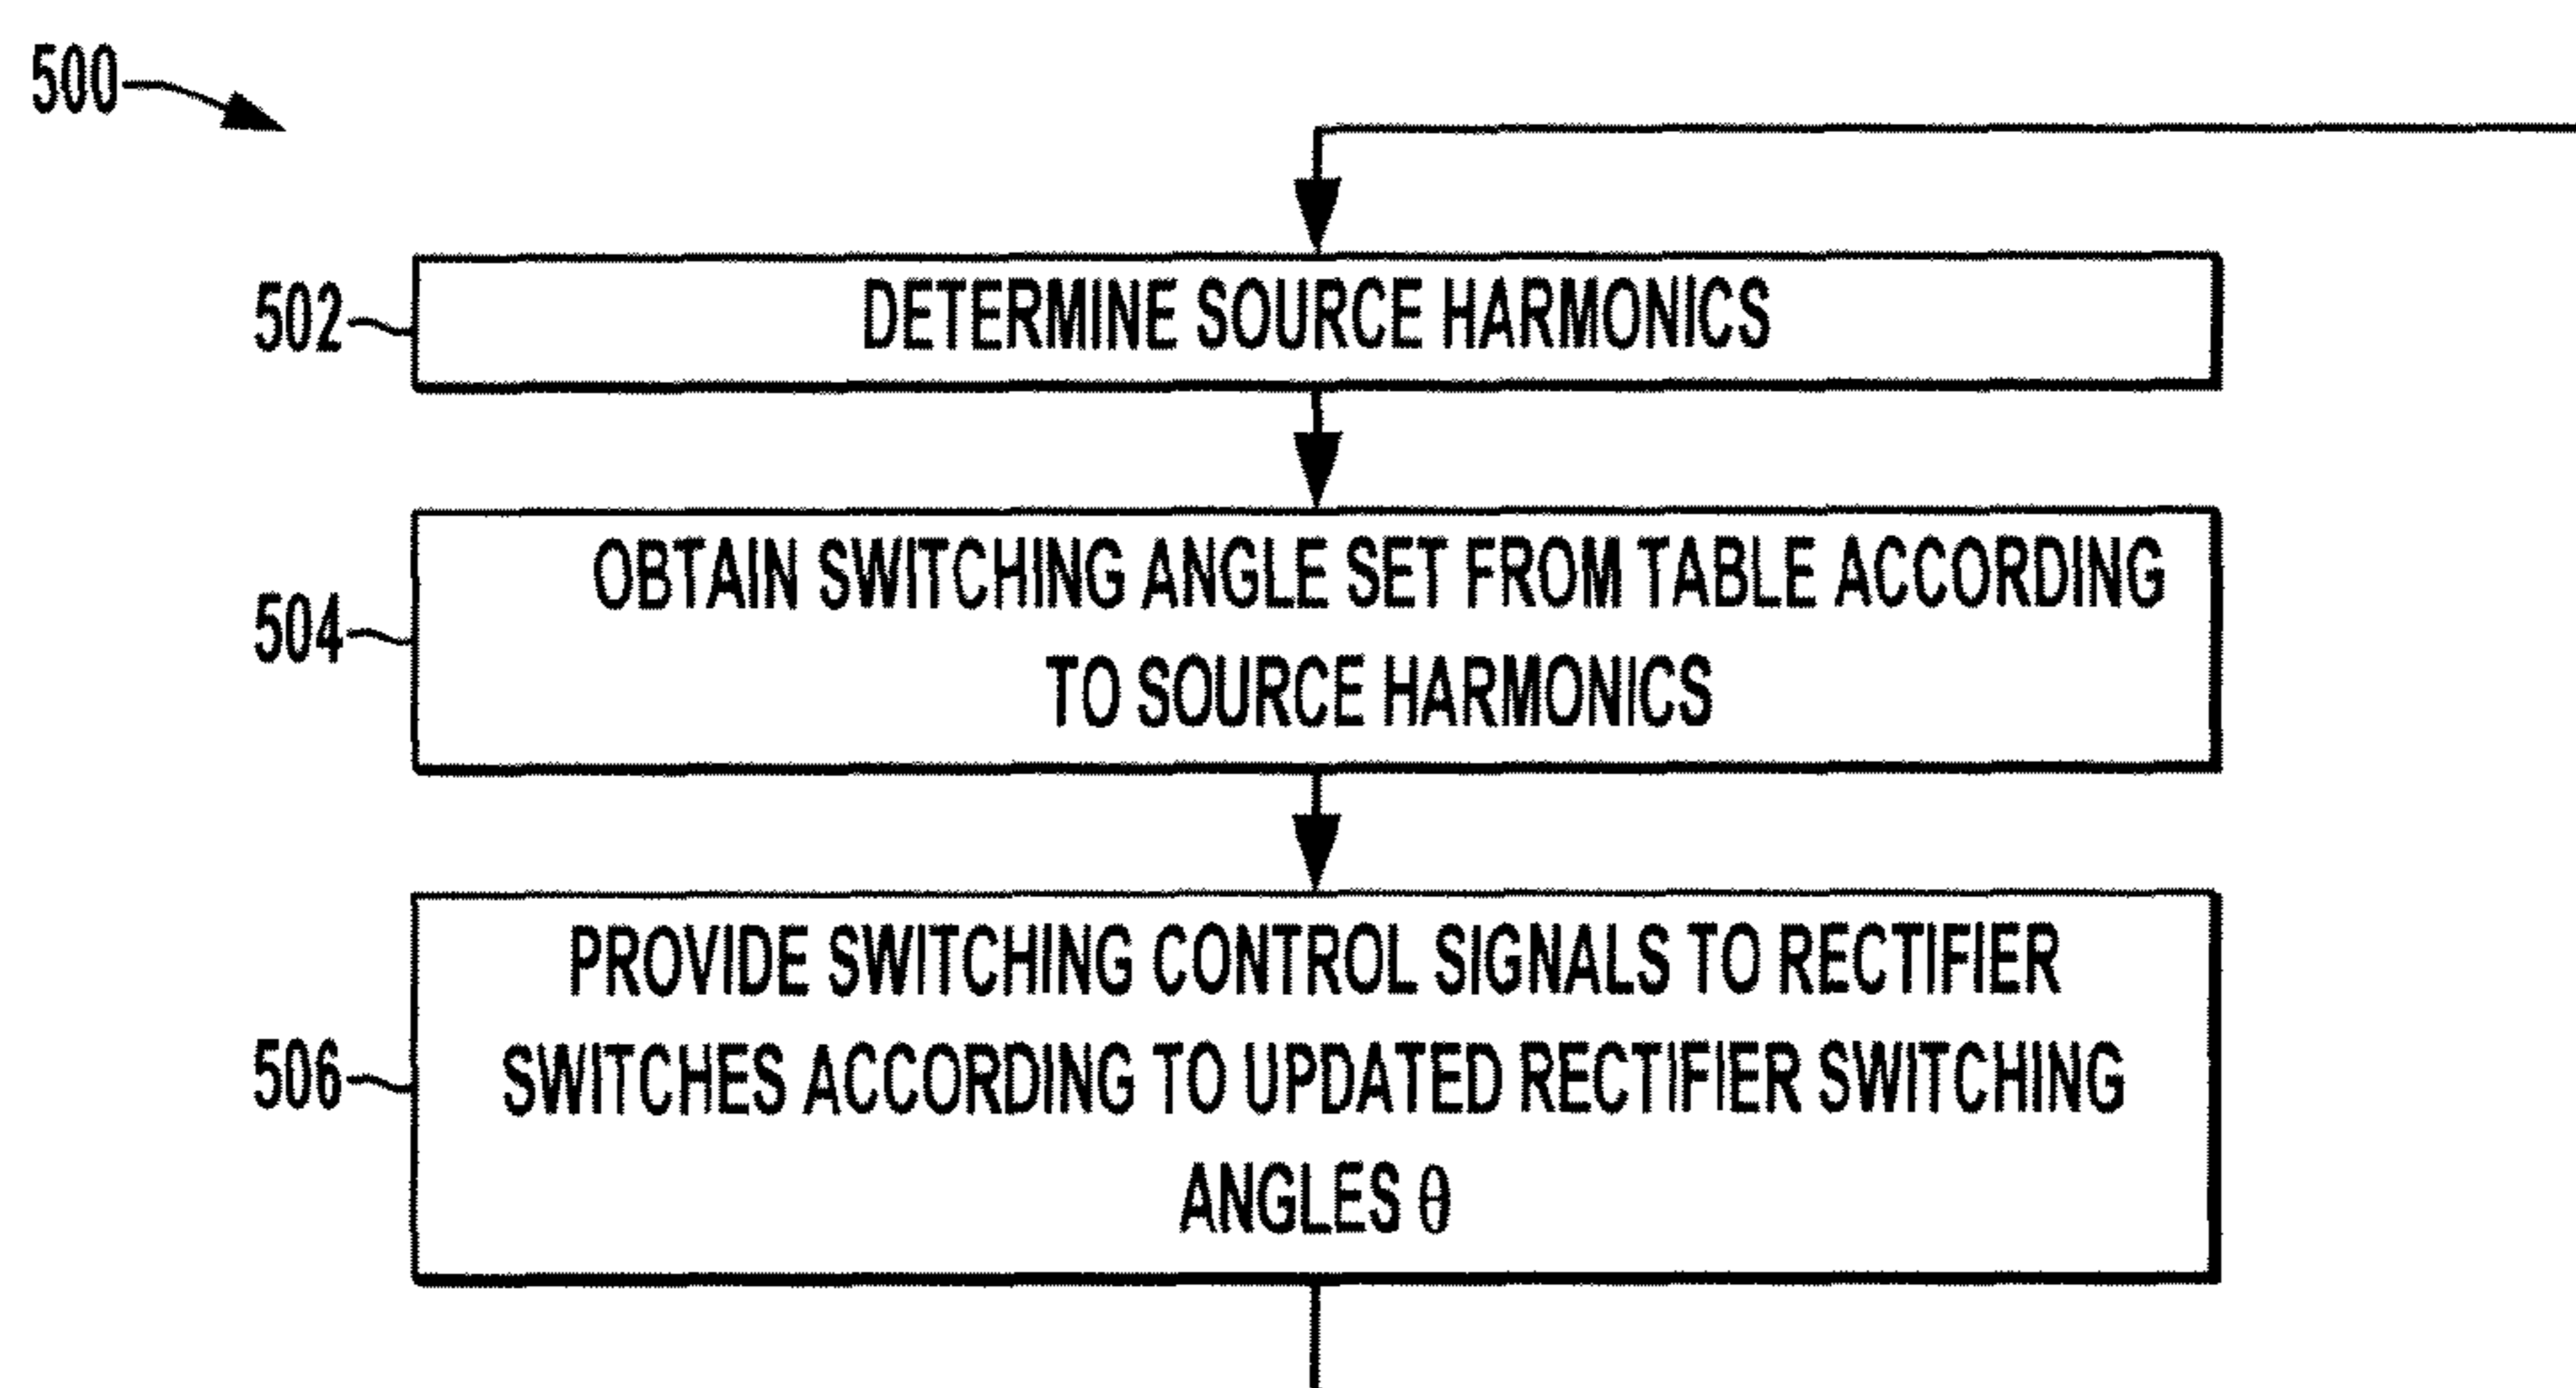 500
502
DETERMINE SOURCE HARMONICS
504
OBTAIN SWITCHING ANGLE SET FROM TABLE ACCORDING
TO SOURCE HARMONICS
506
PROVIDE SWITCHING CONTROL SIGNALS TO RECTIFIER
SWITCHES ACCORDING TO UPDATED RECTIFIER SWITCHING
ANGLES θ